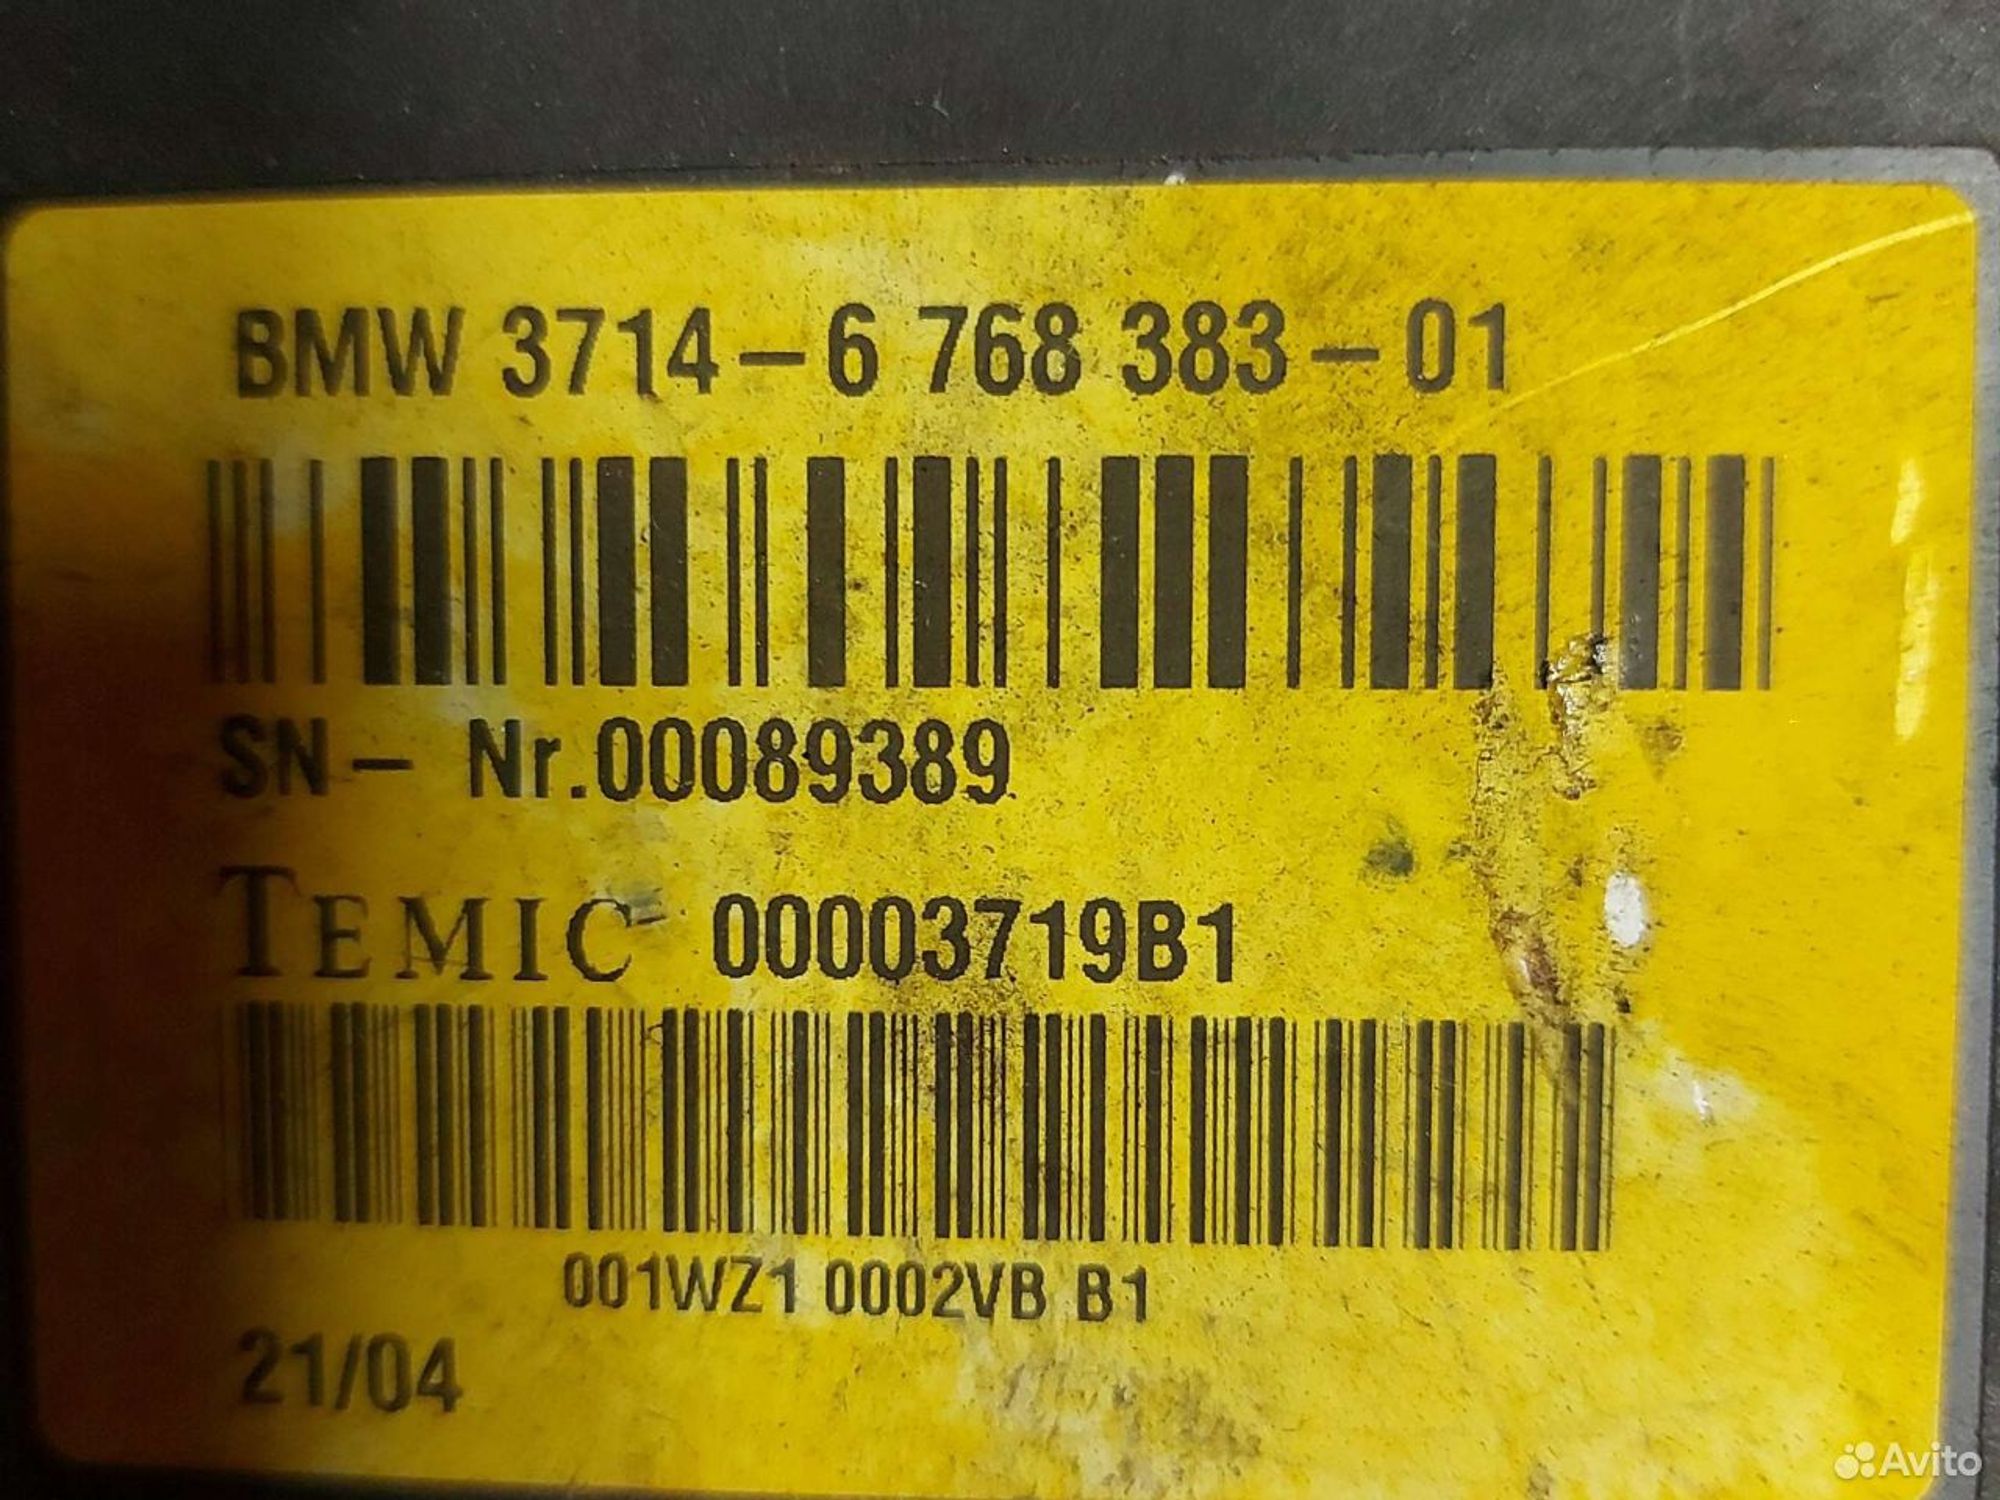 BMW 3714-6 768 383-01
SN- Nr.00089389
TEMIC 00003719B1
001WZ1 0002VB B1
21/04
Avito